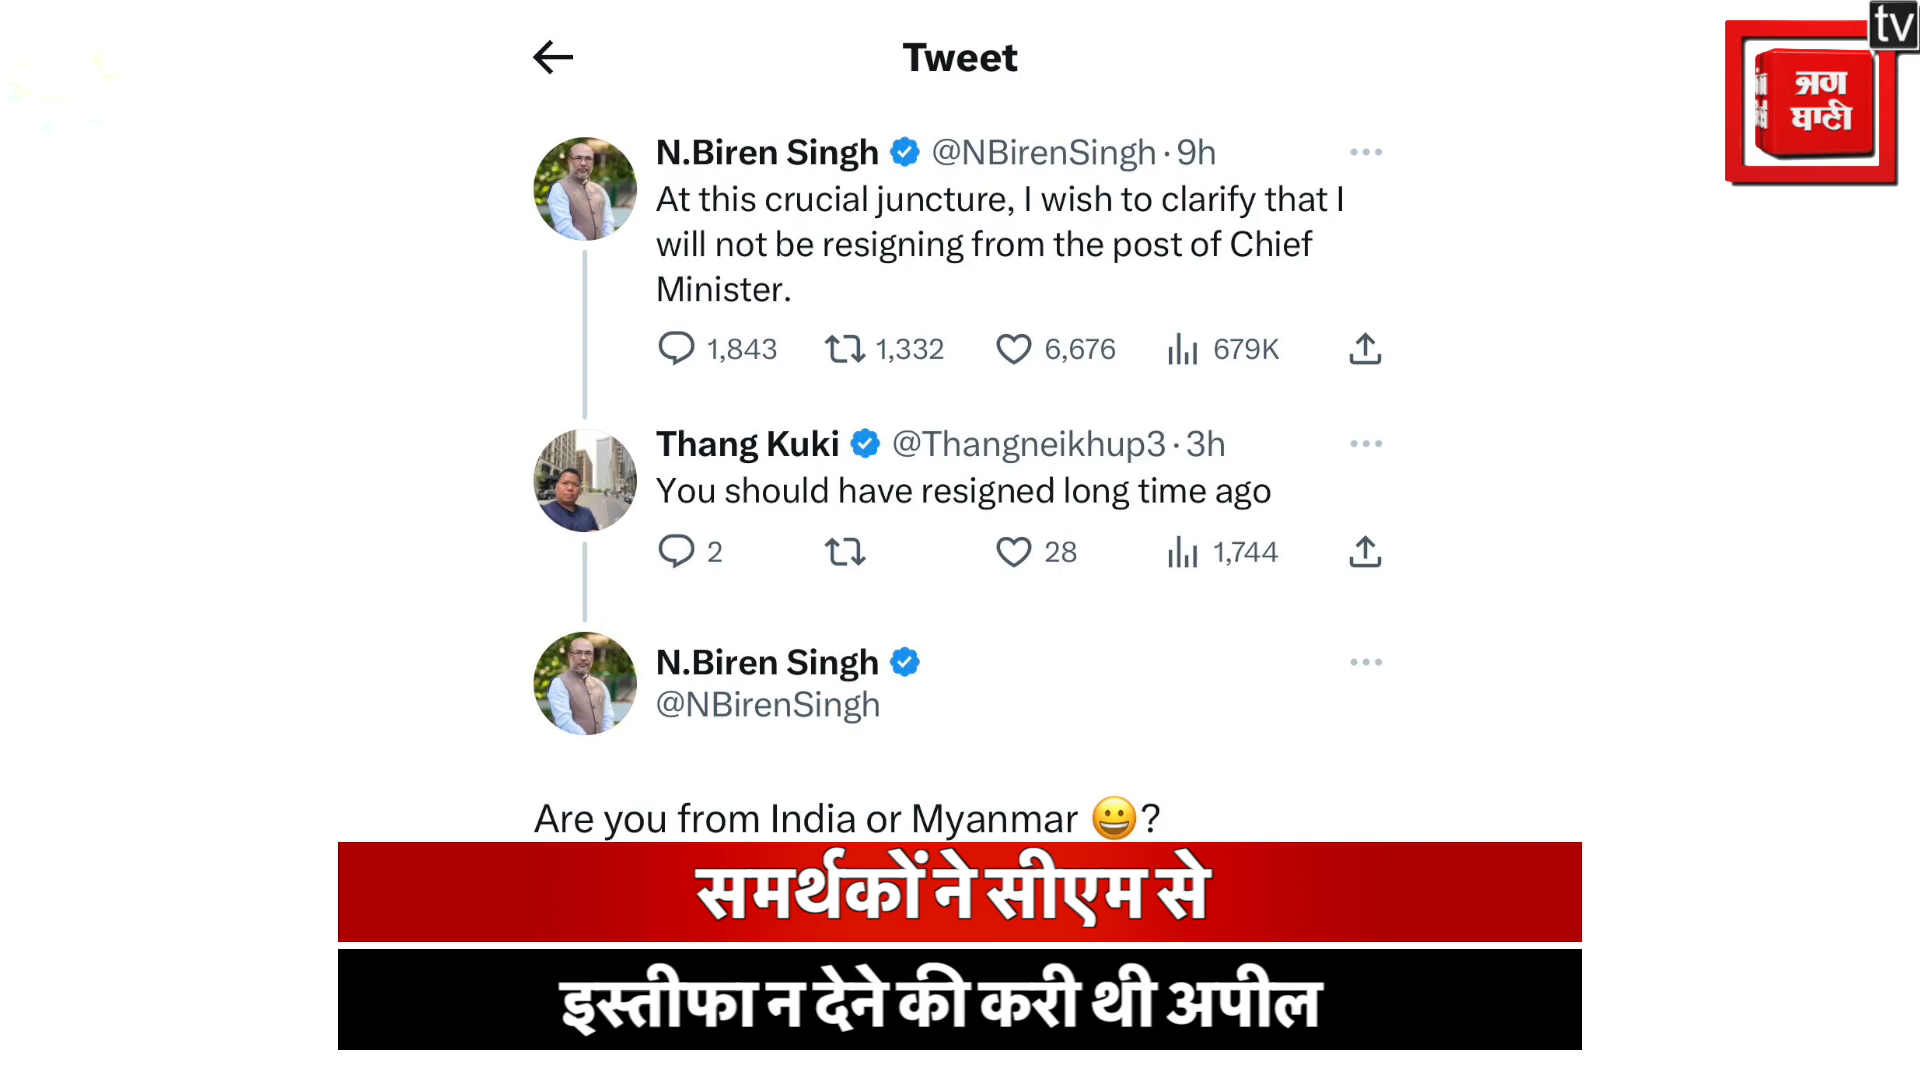 Tweet
tv
ਜਗ
ਬਾਣੀ
N.Biren Singh @NBirenSingh · 9h
At this crucial juncture, I wish to clarify that I
will not be resigning from the post of Chief
Minister.
1,843 1,332 6,676 679K
Thang Kuki @Thangneikhup3 · 3h
You should have resigned long time ago
2 28 1,744
N.Biren Singh
@NBirenSingh
Are you from India or Myanmar 😀?
समर्थकों ने सीएम से
इस्तीफा न देने की करी थी अपील